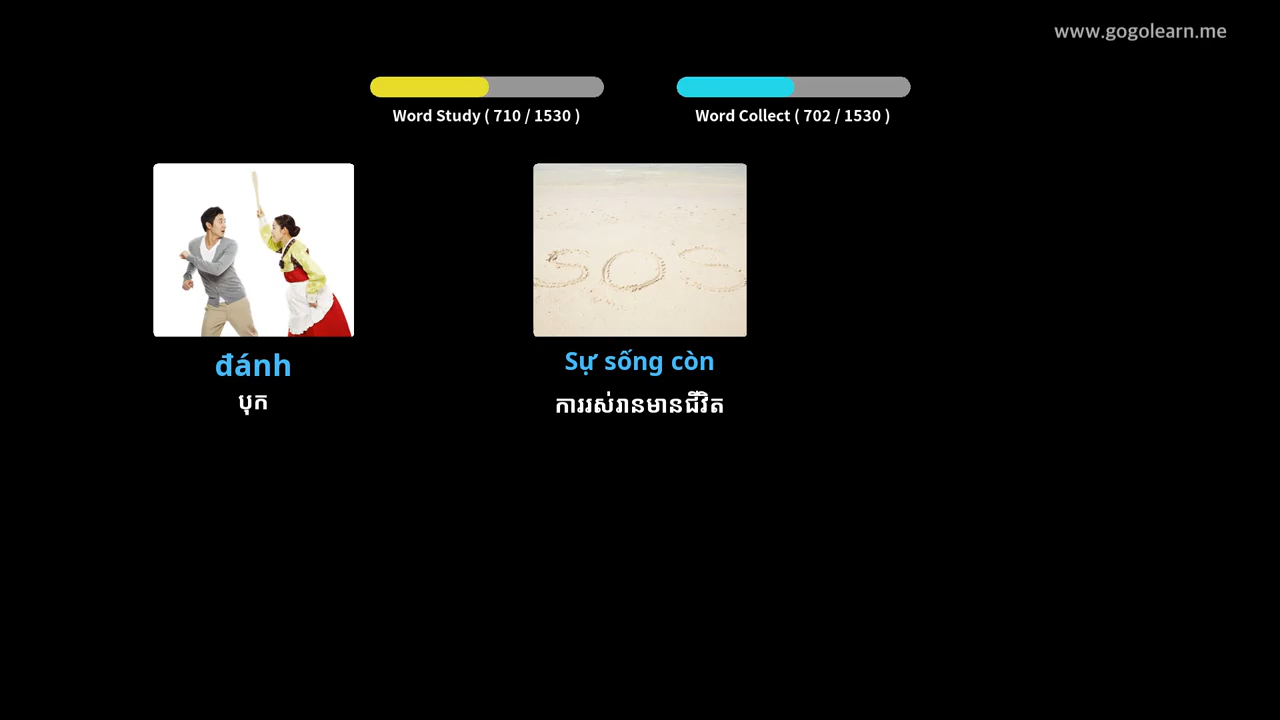 www.gogolearn.me
Word Study ( 710 / 1530 )
Word Collect ( 702 / 1530 )
SOS
đánh
បុក
Sự sống còn
ការរស់រានមានជីវិត